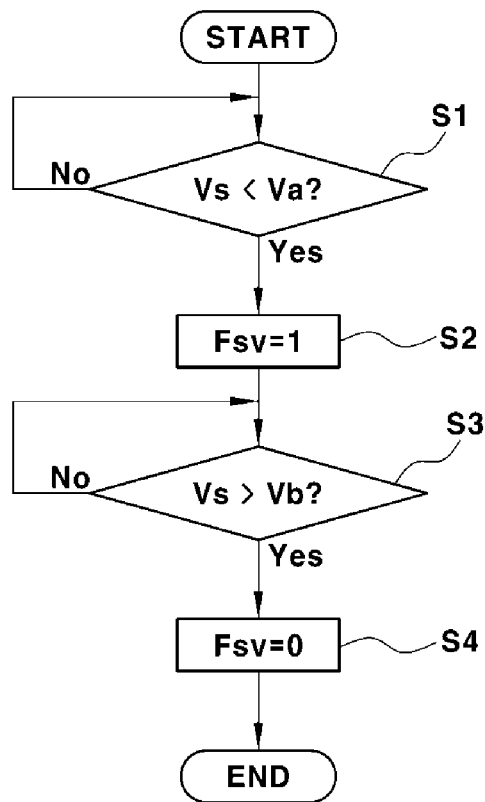 START
S1
No
Vs < Va?
Yes
Fsv=1
S2
S3
No
Vs > Vb?
Yes
Fsv=0
S4
END